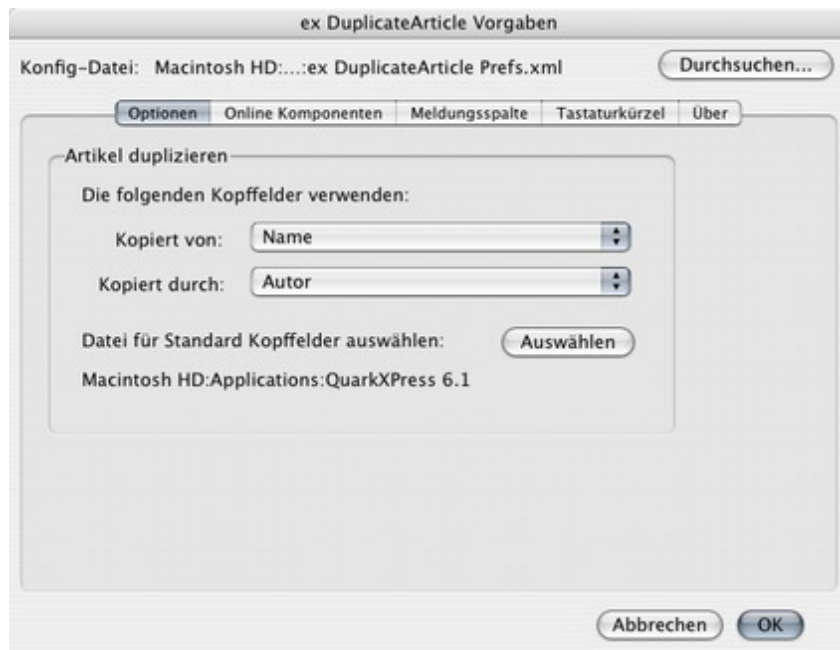 ex DuplicateArticle Vorgaben
Konfig-Datei: Macintosh HD:...:ex DuplicateArticle Prefs.xml Durchsuchen...
Optionen Online Komponenten Meldungsspalte Tastaturkürzel Über
Artikel duplizieren
Die folgenden Kopffelder verwenden:
Kopiert von: Name
Kopiert durch: Autor
Datei für Standard Kopffelder auswählen: Auswählen
Macintosh HD:Applications:QuarkXPress 6.1
Abbrechen OK